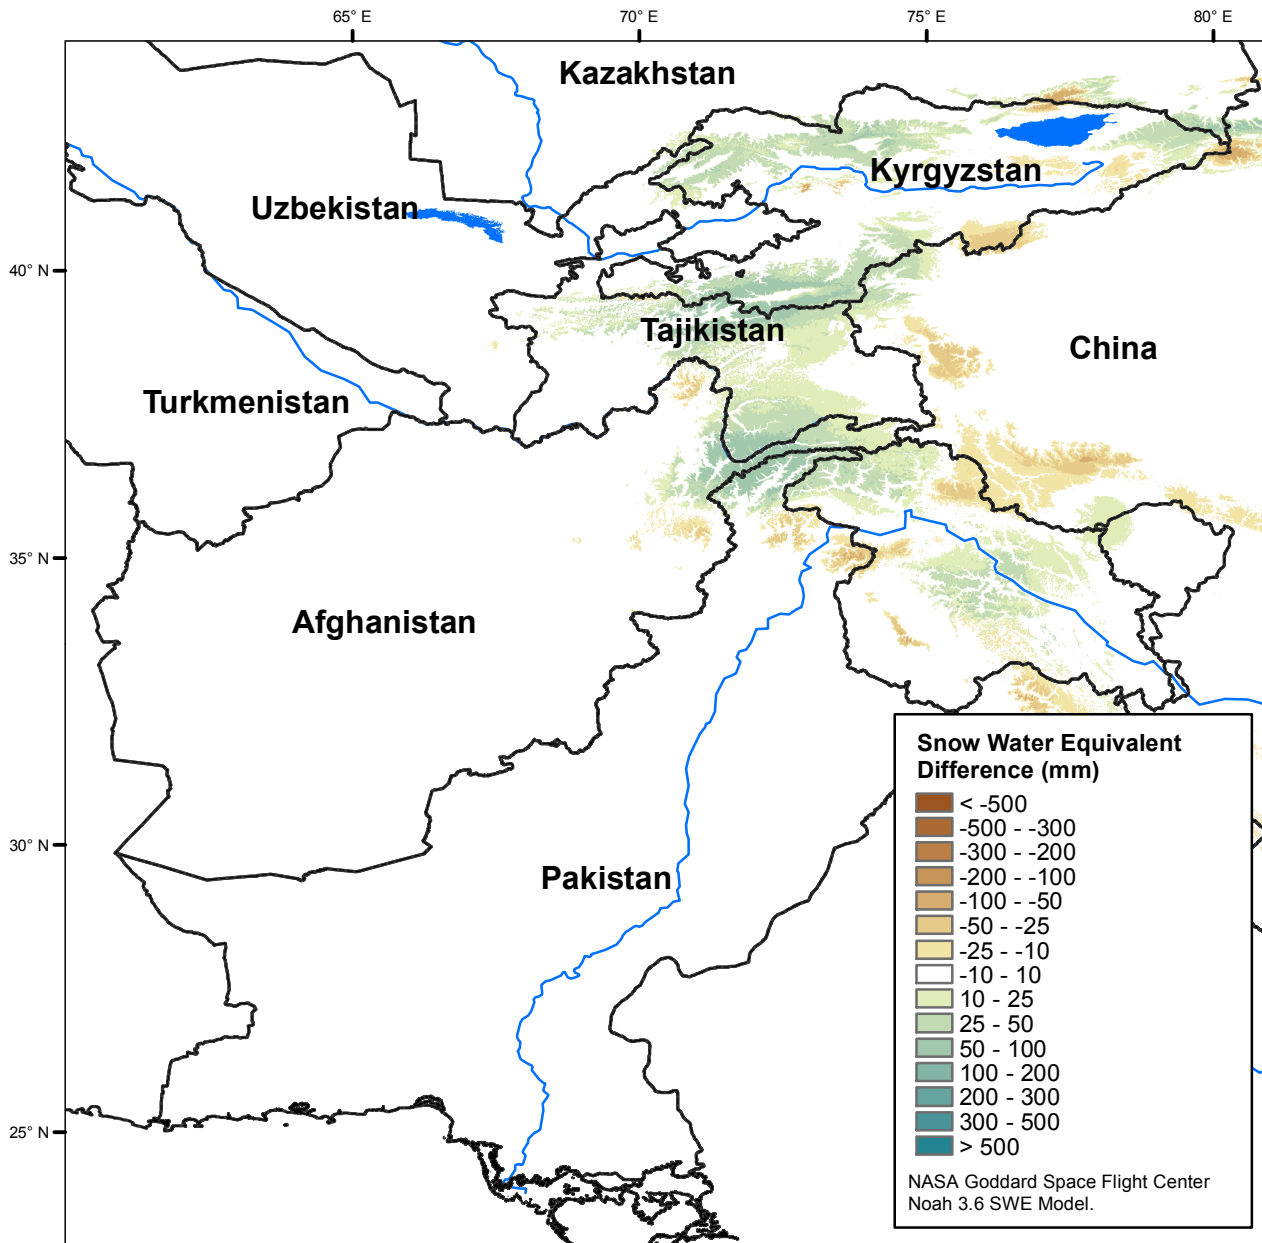 65° E
70° E
75° E
80° E
Kazakhstan
Kyrgyzstan
Uzbekistan
40° N
Tajikistan
China
Turkmenistan
35° N
Afghanistan
Snow Water Equivalent
Difference (mm)
< -500
-500 - -300
30° N
-300 - -200
-200 - -100
Pakistan
-100 - -50
-50 - -25
-25 - -10
-10 - 10
10 - 25
25 - 50
50 - 100
100 - 200
200 - 300
300 - 500
25° N
> 500
NASA Goddard Space Flight Center
Noah 3.6 SWE Model.